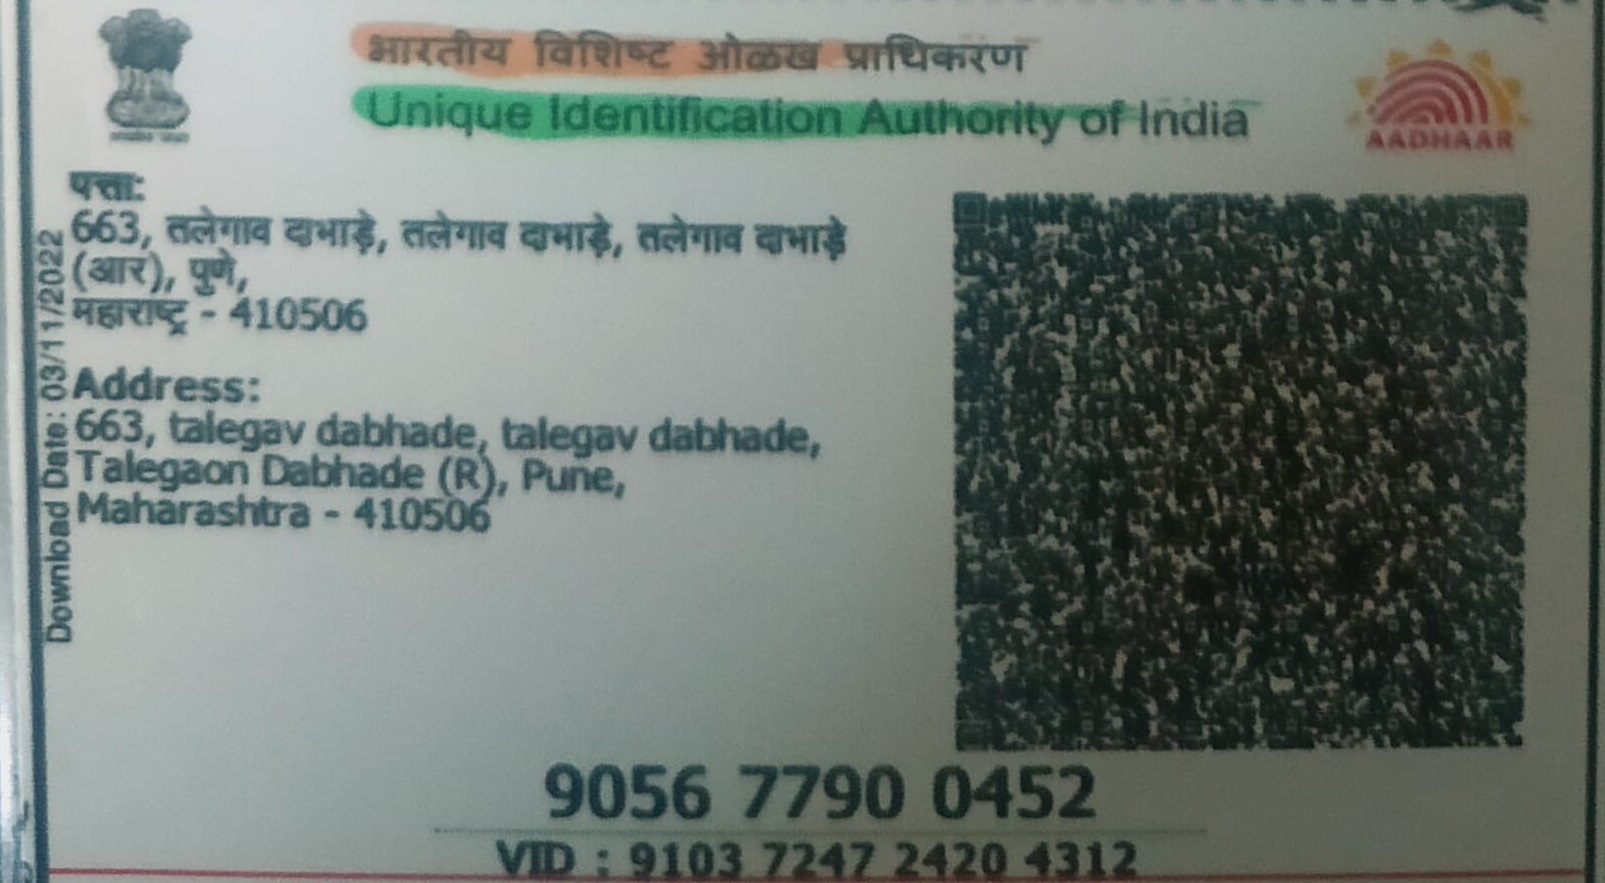 भारतीय विशिष्ट ओळख प्राधिकरण
Unique Identification Authority of India
AADHAAR
पत्ता:
663, तलेगाव दाभाड़े, तलेगाव दाभाड़े, तलेगाव दाभाड़े
(आर), पुणे,
महाराष्ट्र - 410506
Address:
663, talegav dabhade, talegav dabhade,
Talegaon Dabhade (R), Pune,
Maharashtra - 410506
Download Date: 03/11/2022
9056 7790 0452
VID : 9103 7247 2420 4312